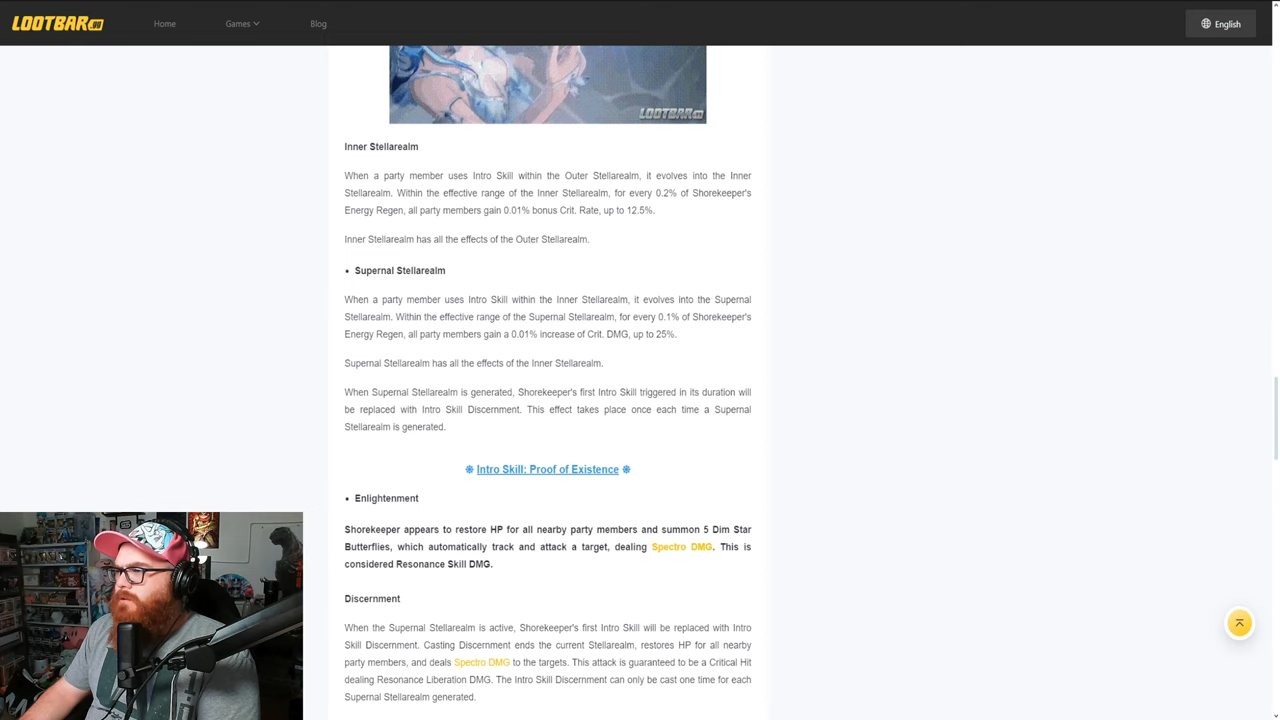 LOOTBAR.GG
Home
Games
Blog
English
LOOTBAR.GG
Inner Stellarealm
When a party member uses Intro Skill within the Outer Stellarealm, it evolves into the Inner
Stellarealm. Within the effective range of the Inner Stellarealm, for every 0.2% of Shorekeeper's
Energy Regen, all party members gain 0.01% bonus Crit. Rate, up to 12.5%.
Inner Stellarealm has all the effects of the Outer Stellarealm.
• Supernal Stellarealm
When a party member uses Intro Skill within the Inner Stellarealm, it evolves into the Supernal
Stellarealm. Within the effective range of the Supernal Stellarealm, for every 0.1% of Shorekeeper's
Energy Regen, all party members gain a 0.01% increase of Crit. DMG, up to 25%.
Supernal Stellarealm has all the effects of the Inner Stellarealm.
When Supernal Stellarealm is generated, Shorekeeper's first Intro Skill triggered in its duration will
be replaced with Intro Skill Discernment. This effect takes place once each time a Supernal
Stellarealm is generated.
❋ Intro Skill: Proof of Existence ❋
• Enlightenment
Shorekeeper appears to restore HP for all nearby party members and summon 5 Dim Star
Butterflies, which automatically track and attack a target, dealing Spectro DMG. This is
considered Resonance Skill DMG.
Discernment
When the Supernal Stellarealm is active, Shorekeeper's first Intro Skill will be replaced with Intro
Skill Discernment. Casting Discernment ends the current Stellarealm, restores HP for all nearby
party members, and deals Spectro DMG to the targets. This attack is guaranteed to be a Critical Hit
dealing Resonance Liberation DMG. The Intro Skill Discernment can only be cast one time for each
Supernal Stellarealm generated.